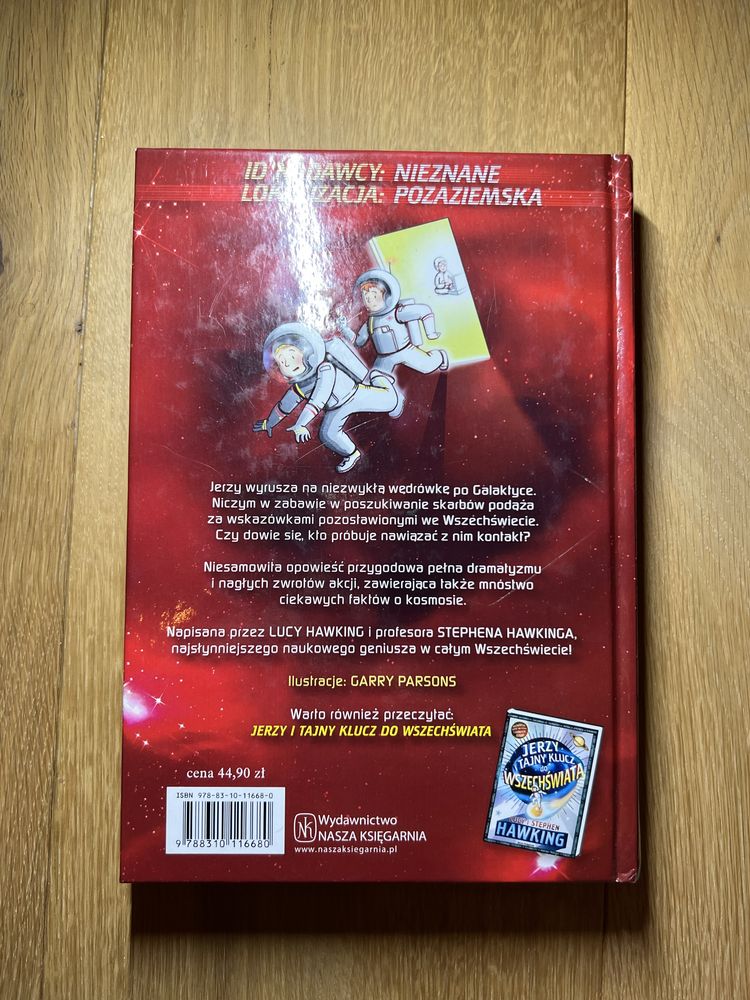 NIEZNANE
POZAZIEMSKA
Jerzy wyrusza na niezwykłą wędrówkę po Galaktyce.
Niczym w zabawie w poszukiwanie skarbów podąża
za wskazówkami pozostawionymi we Wszechświecie.
Czy dowie się, kto próbuje nawiązać z nim kontakt?
Niesamowita opowieść przygodowa pełna dramatyzmu
i nagłych zwrotów akcji, zawierająca także mnóstwo
ciekawych faktów o kosmosie.
Napisana przez LUCY HAWKING i profesora STEPHENA HAWKINGA,
najsłynniejszego naukowego geniusza w całym Wszechświecie!
Ilustracje: GARRY PARSONS
Warto również przeczytać:
JERZY I TAJNY KLUCZ DO WSZECHŚWIATA
cena 44,90 zł
ISBN 978-83-10-11668-0
9 788310 116680
NK
Wydawnictwo
NASZA KSIĘGARNIA
www.naszaksiegarnia.pl
JERZY
I TAJNY KLUCZ
do
WSZECHŚWIATA
STEPHEN
HAWKING